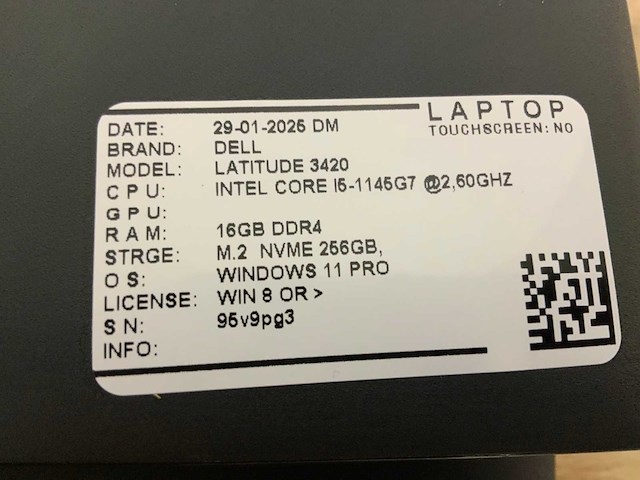 LAPTOP
TOUCHSCREEN: NO
DATE: 29-01-2025 DM
BRAND: DELL
MODEL: LATITUDE 3420
CPU: INTEL CORE I5-1145G7 @2,60GHZ
GPU:
RAM: 16GB DDR4
STRGE: M.2 NVME 256GB,
OS: WINDOWS 11 PRO
LICENSE: WIN 8 OR >
SN: 95v9pg3
INFO: